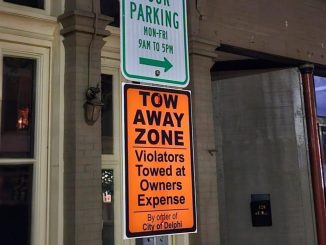 PARKING
MON-FRI
9AM TO 5PM
TOW
AWAY
ZONE
Violators
Towed at
Owners
Expense
By order of
City of Delphi